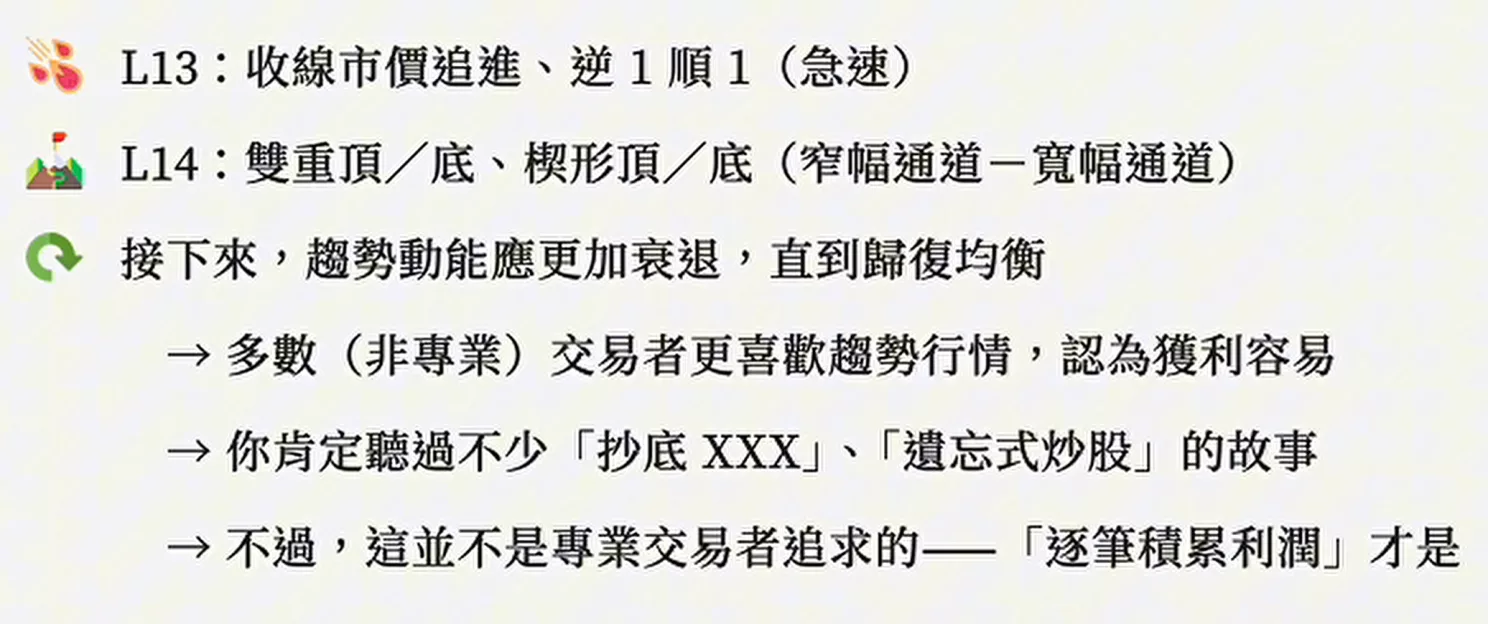 L13：收線市價追進、逆 1 順 1（急速）
L14：雙重頂／底、楔形頂／底（窄幅通道－寬幅通道）
接下來，趨勢動能應更加衰退，直到歸復均衡
→ 多數（非專業）交易者更喜歡趨勢行情，認為獲利容易
→ 你肯定聽過不少「抄底 XXX」、「遺忘式炒股」的故事
→ 不過，這並不是專業交易者追求的──「逐筆積累利潤」才是